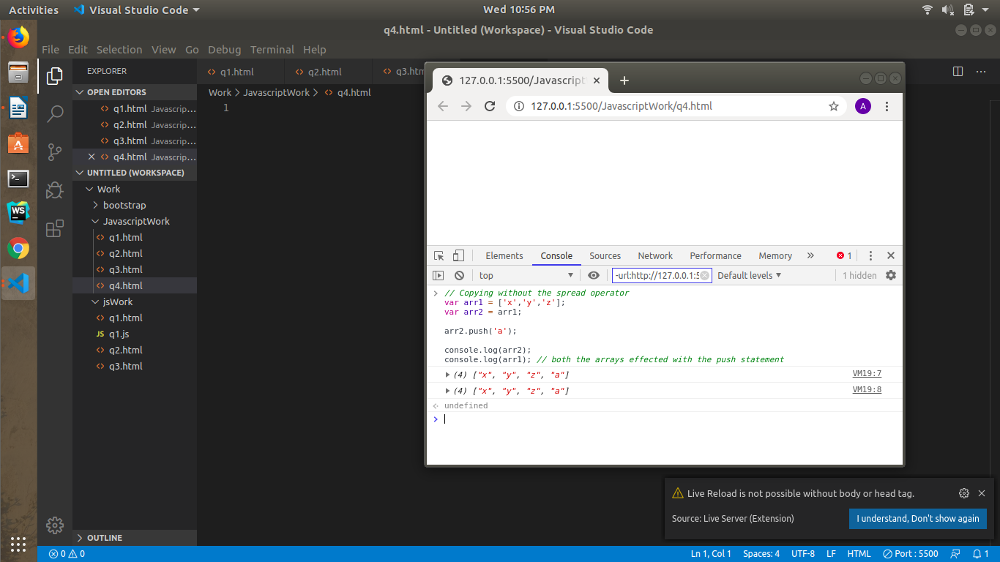 Activities
Visual Studio Code
Wed 10:56 PM
q4.html - Untitled (Workspace) - Visual Studio Code
File Edit Selection View Go Debug Terminal Help
EXPLORER
OPEN EDITORS
q1.html Javascrip...
q2.html Javascrip...
q3.html Javascrip...
q4.html Javascrip...
UNTITLED (WORKSPACE)
Work
bootstrap
JavascriptWork
q1.html
q2.html
q3.html
q4.html
jsWork
q1.html
JS q1.js
q2.html
q3.html
OUTLINE
q1.html q2.html q3.htm
Work > JavascriptWork > q4.html
1
127.0.0.1:5500/Javascript
127.0.0.1:5500/JavascriptWork/q4.html
A
Elements Console Sources Network Performance Memory » 1
top -url:http://127.0.0.1:5 Default levels 1 hidden
// Copying without the spread operator
var arr1 = ['x','y','z'];
var arr2 = arr1;
arr2.push('a');
console.log(arr2);
console.log(arr1); // both the arrays effected with the push statement
(4) ["x", "y", "z", "a"] VM19:7
(4) ["x", "y", "z", "a"] VM19:8
undefined
Live Reload is not possible without body or head tag.
Source: Live Server (Extension)
I understand, Don't show again
WS
0 0
Ln 1, Col 1 Spaces: 4 UTF-8 LF HTML Port : 5500 1